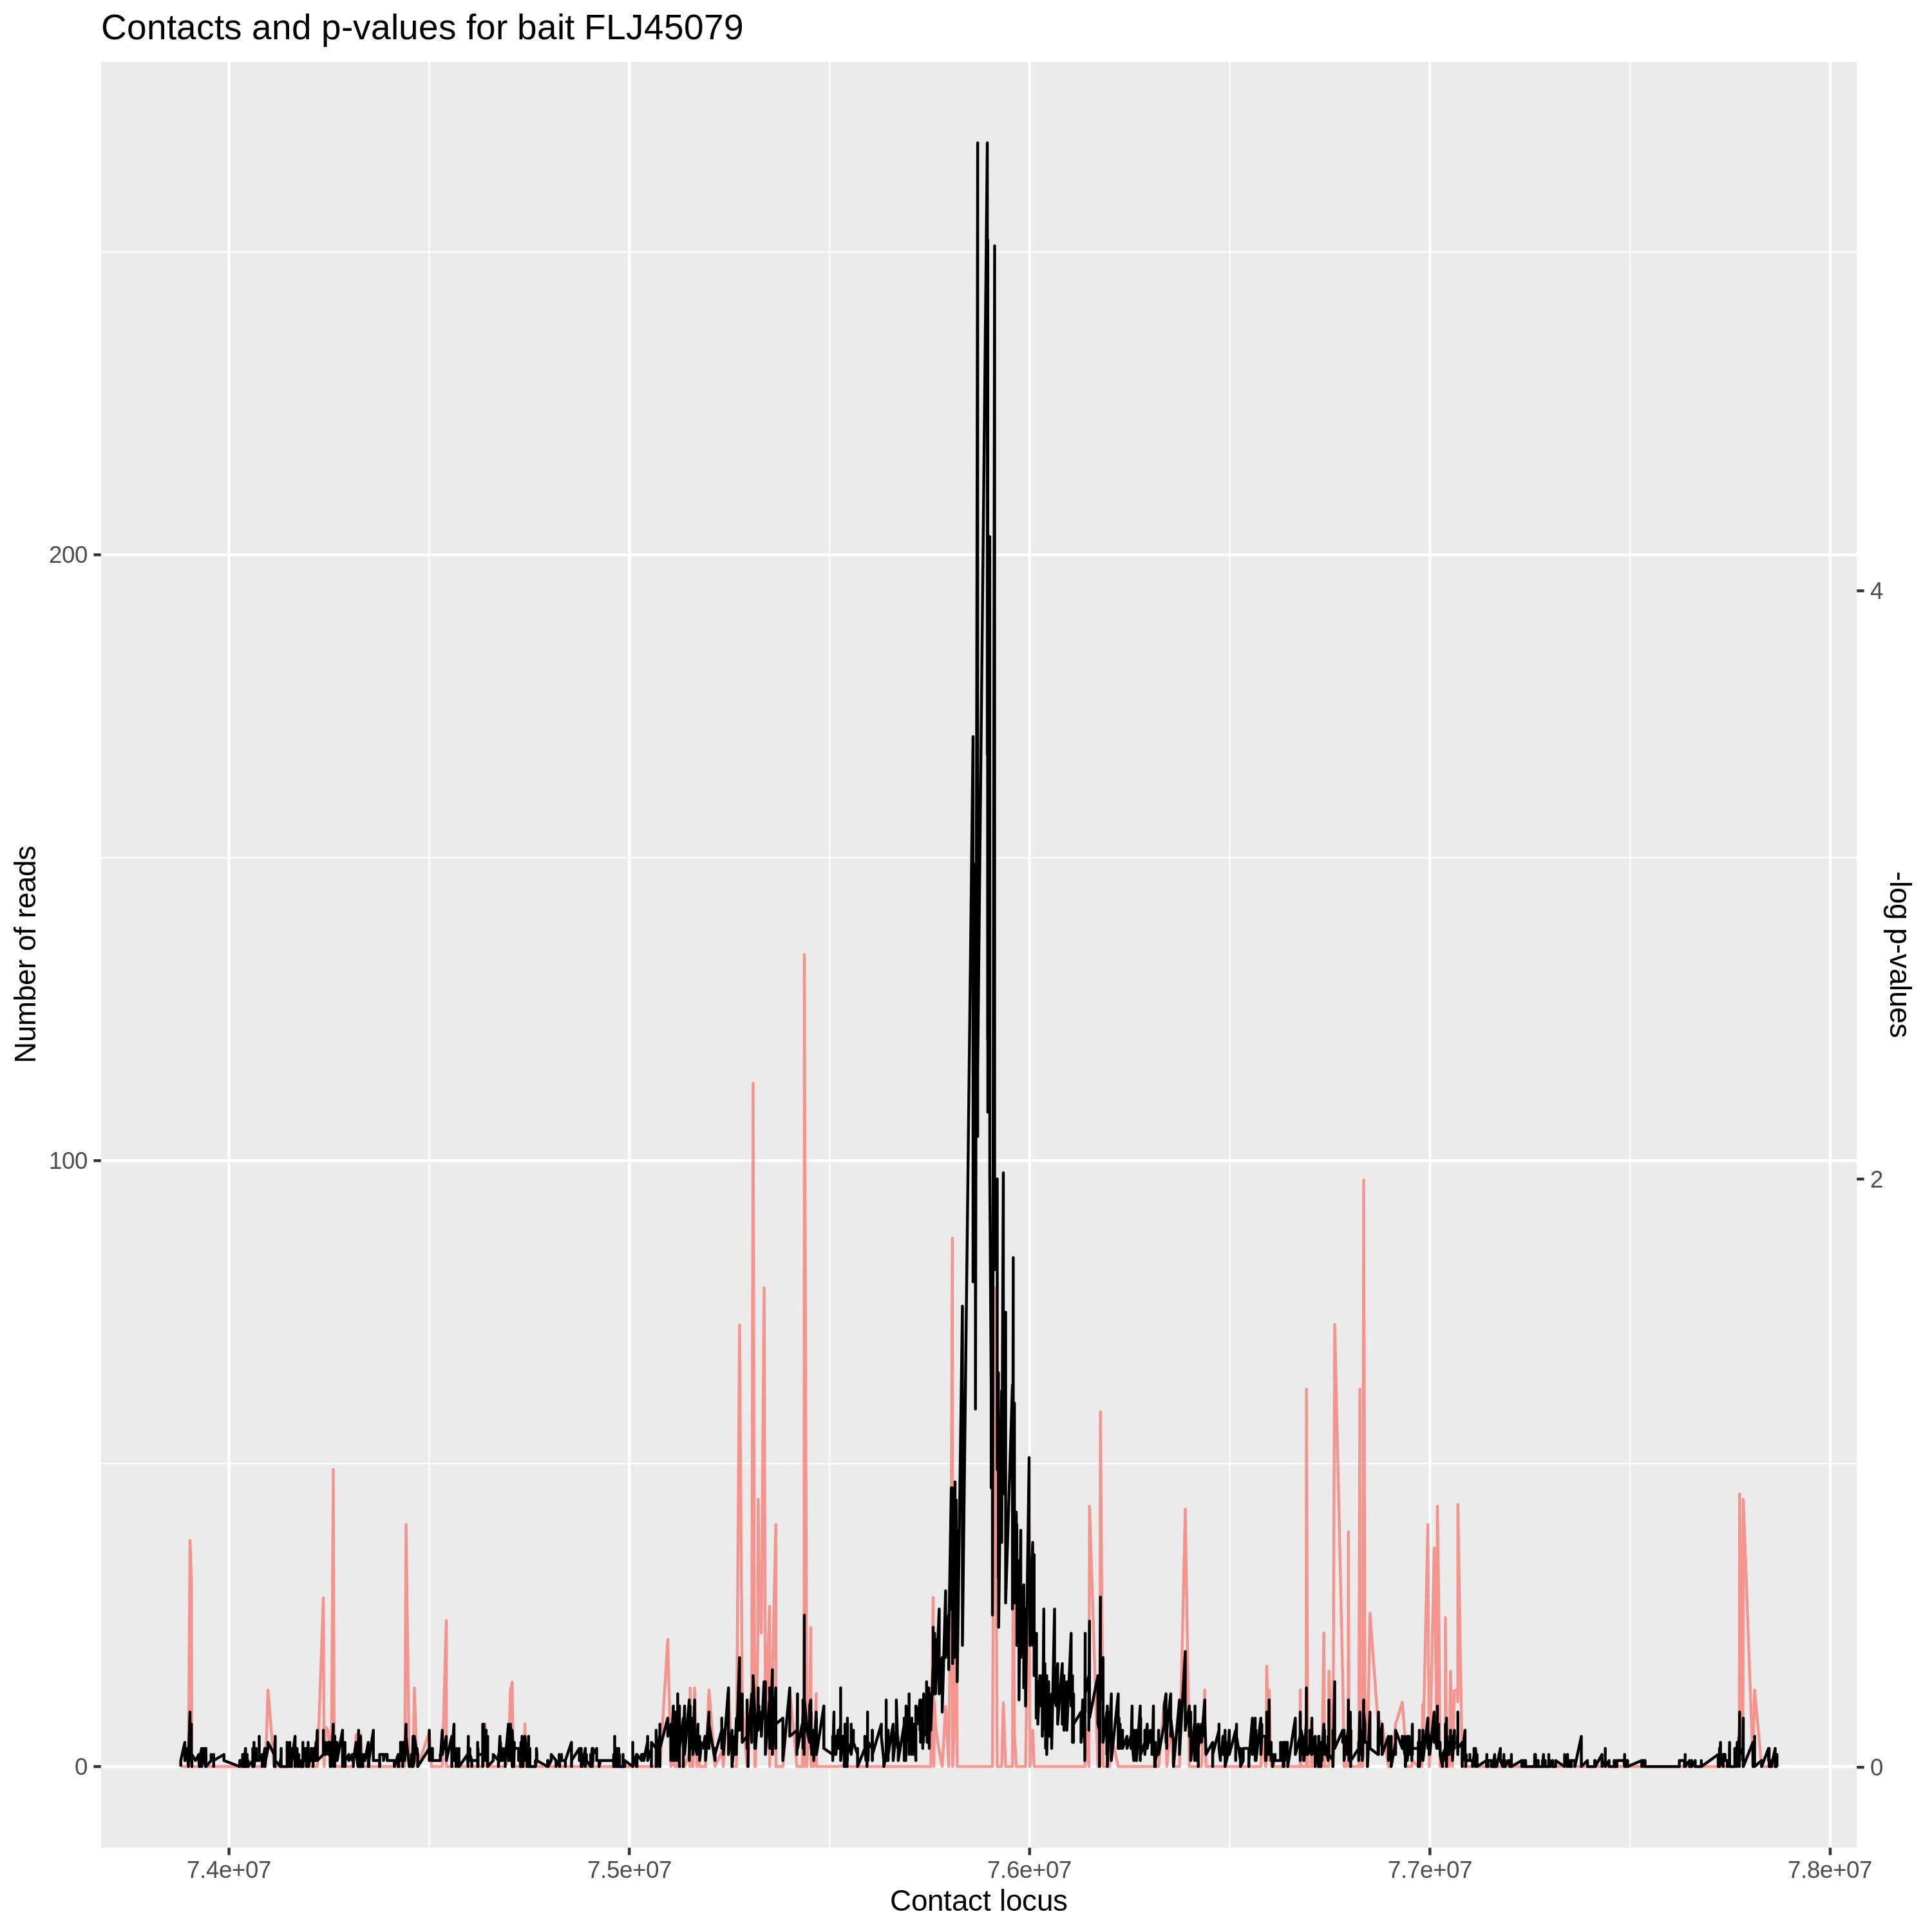 Contacts and p-values for bait FLJ45079
Number of reads
200
100
0
4
2
0
-log p-values
7.4e+07
7.5e+07
7.6e+07
7.7e+07
7.8e+07
Contact locus